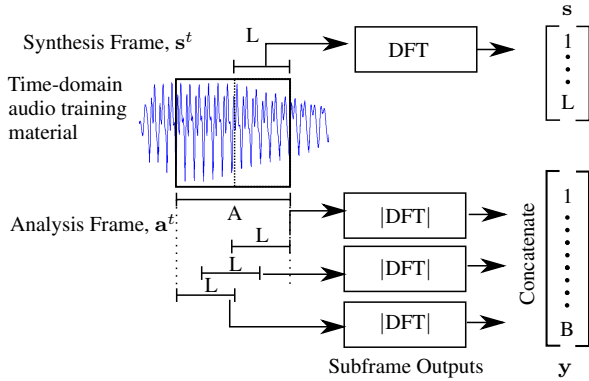 s
Synthesis Frame, s^t
L
DFT
1
L
Time-domain
audio training
material
A
Analysis Frame, a^t
L
L
L
|DFT|
|DFT|
|DFT|
Subframe Outputs
Concatenate
1
B
y